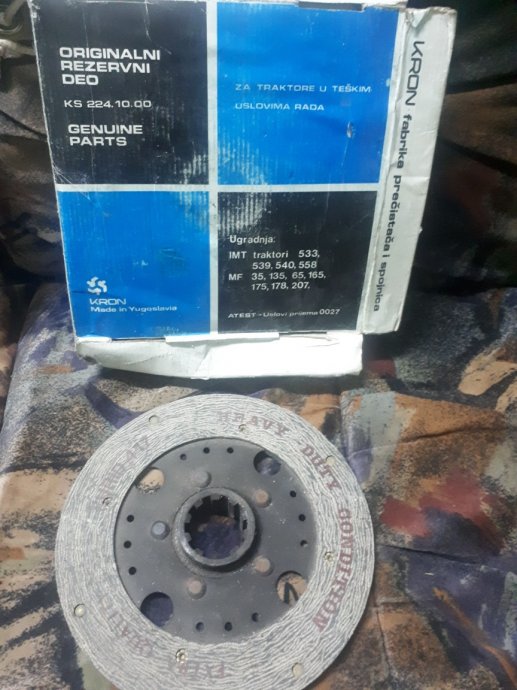 ORIGINALNI
REZERVNI
DEO
KS 224.10.00
GENUINE
PARTS
ZA TRAKTORE U TEŠKIM
USLOVIMA RADA
KRON
Made in Yugoslavia
Ugradnja:
IMT traktori 533,
539, 540, 558
MF 35, 135, 65, 165,
175, 178, 207.
ATEST - Uslovi prijema 0027
KRON fabrika prečistača i spojnica
HEAVY DUTY CONDITION